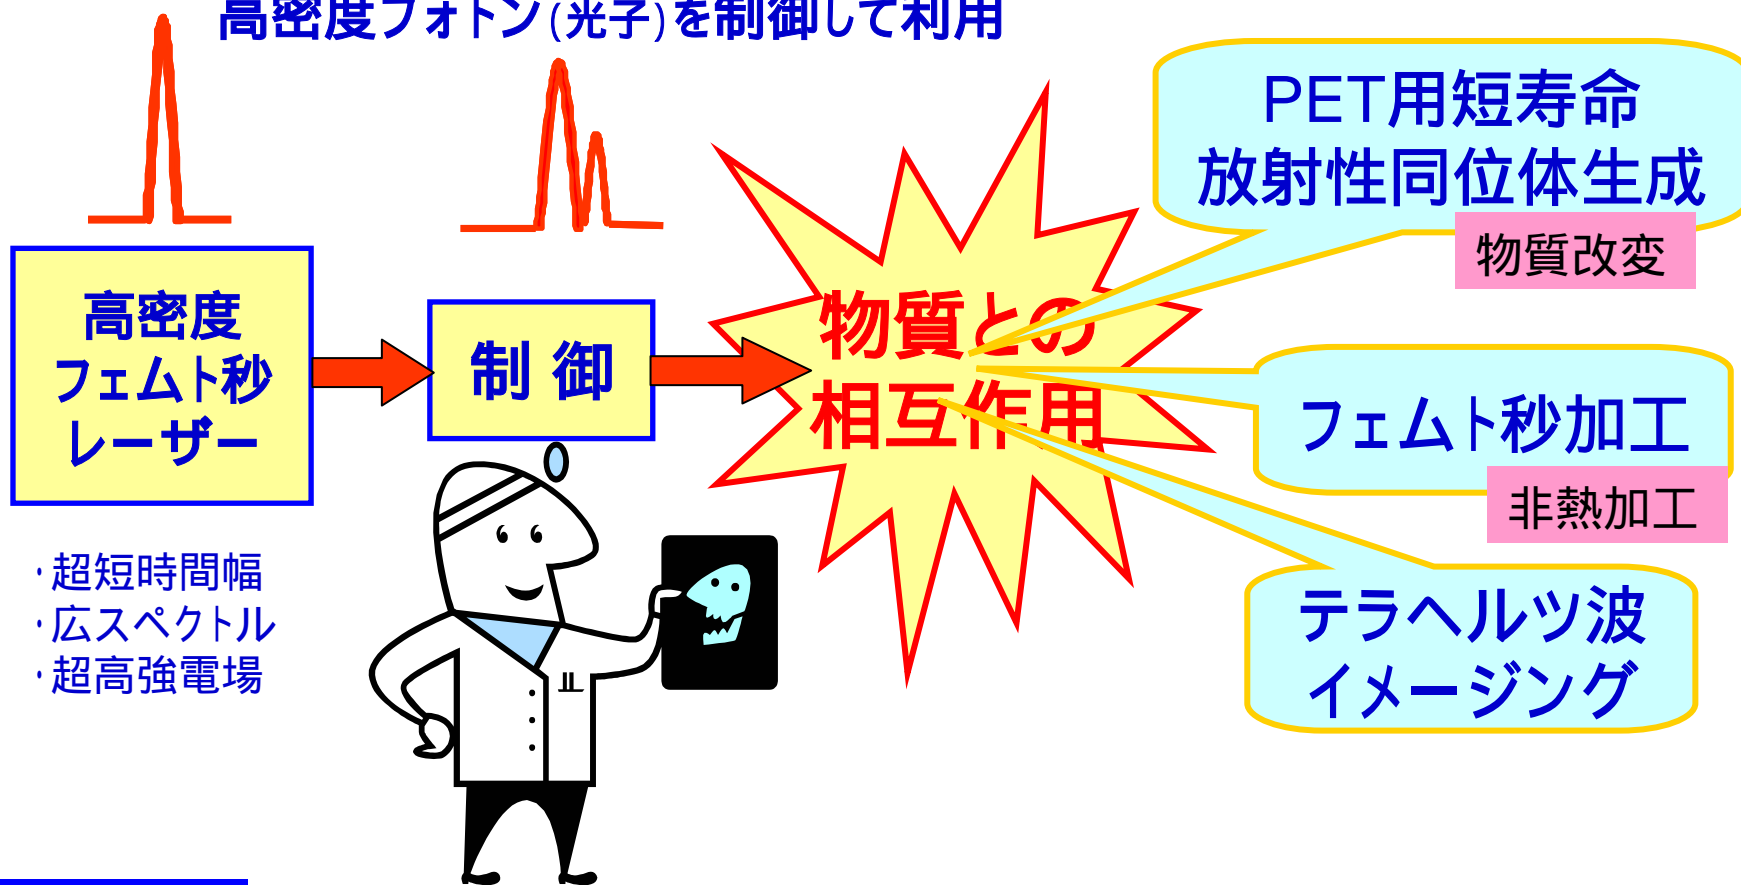 高密度フォトン(光子)を制御して利用
高密度
フェムト秒
レーザー
・超短時間幅
・広スペクトル
・超高強電場
制 御
物質との
相互作用
PET用短寿命
放射性同位体生成
物質改変
フェムト秒加工
非熱加工
テラヘルツ波
イメージング